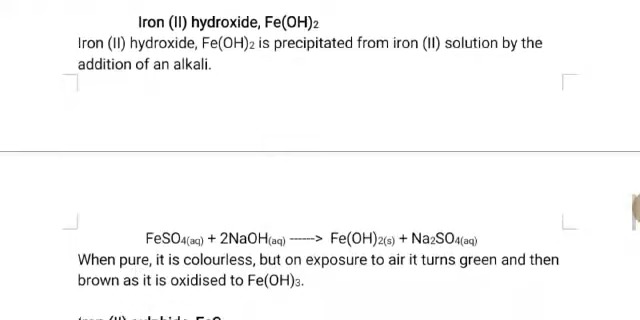 Iron (II) hydroxide, Fe(OH)2
Iron (II) hydroxide, Fe(OH)2 is precipitated from iron (II) solution by the
addition of an alkali.
FeSO4(aq) + 2NaOH(aq) ------> Fe(OH)2(s) + Na2SO4(aq)
When pure, it is colourless, but on exposure to air it turns green and then
brown as it is oxidised to Fe(OH)3.